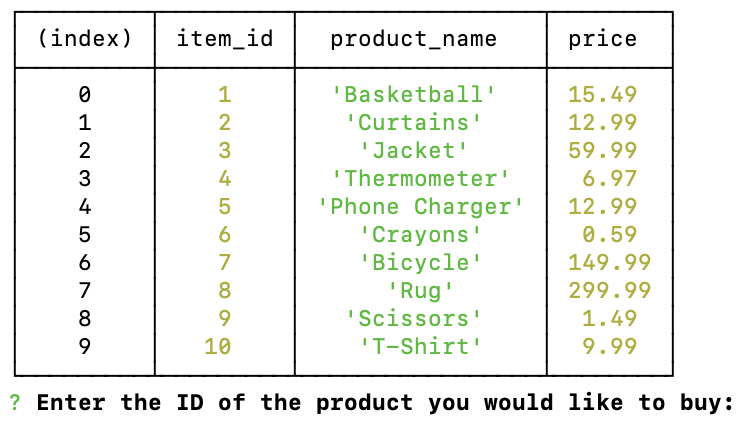 (index) item_id product_name price
0 1 'Basketball' 15.49
1 2 'Curtains' 12.99
2 3 'Jacket' 59.99
3 4 'Thermometer' 6.97
4 5 'Phone Charger' 12.99
5 6 'Crayons' 0.59
6 7 'Bicycle' 149.99
7 8 'Rug' 299.99
8 9 'Scissors' 1.49
9 10 'T-Shirt' 9.99
? Enter the ID of the product you would like to buy: